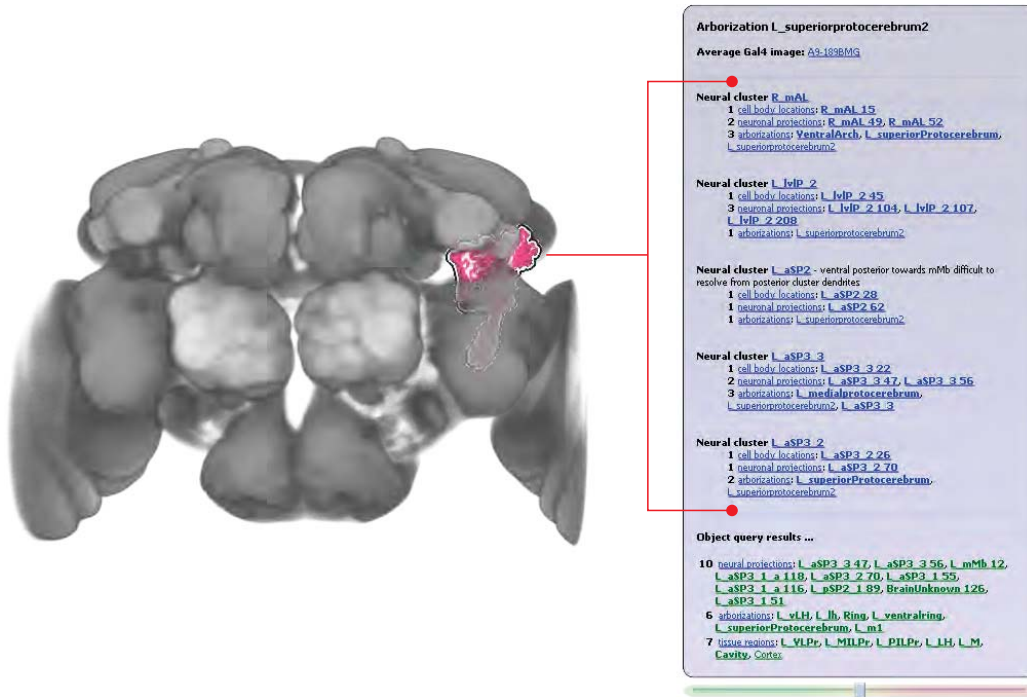 Arborization L_superiorprotocerebrum2
Average Gal4 image: A9-189BMG
Neural cluster R_mAL
1 cell body locations: R_mAL 15
2 neuronal projections: R_mAL 49, R_mAL 52
3 arborizations: VentralArch, L_superiorProtocerebrum,
L_superiorprotocerebrum2
Neural cluster L_lvlP_2
1 cell body locations: L_lvlP_2 45
3 neuronal projections: L_lvlP_2 104, L_lvlP_2 107,
L_lvlP_2 208
1 arborizations: L_superiorprotocerebrum2
Neural cluster L_aSP2 - ventral posterior towards mMb difficult to
resolve from posterior cluster dendrites
1 cell body locations: L_aSP2 28
1 neuronal projections: L_aSP2 62
1 arborizations: L_superiorprotocerebrum2
Neural cluster L_aSP3_3
1 cell body locations: L_aSP3_3 22
2 neuronal projections: L_aSP3_3 47, L_aSP3_3 56
3 arborizations: L_medialprotocerebrum,
L_superiorprotocerebrum2, L_aSP3_3
Neural cluster L_aSP3_2
1 cell body locations: L_aSP3_2 26
1 neuronal projections: L_aSP3_2 70
2 arborizations: L_superiorProtocerebrum,
L_superiorprotocerebrum2
Object query results ...
10 neural projections: L_aSP3_3 47, L_aSP3_3 56, L_mMb 12,
L_aSP3_1_a 118, L_aSP3_2 70, L_aSP3_1 55,
L_aSP3_1_a 116, L_pSP2_1 89, BrainUnknown 126,
L_aSP3_1 51
6 arborizations: L_vLH, L_lh, Ring, L_ventralring,
L_superiorProtocerebrum, L_m1
7 tissue regions: L_VLPr, L_MILPr, L_PILPr, L_LH, L_M,
Cavity, Cortex